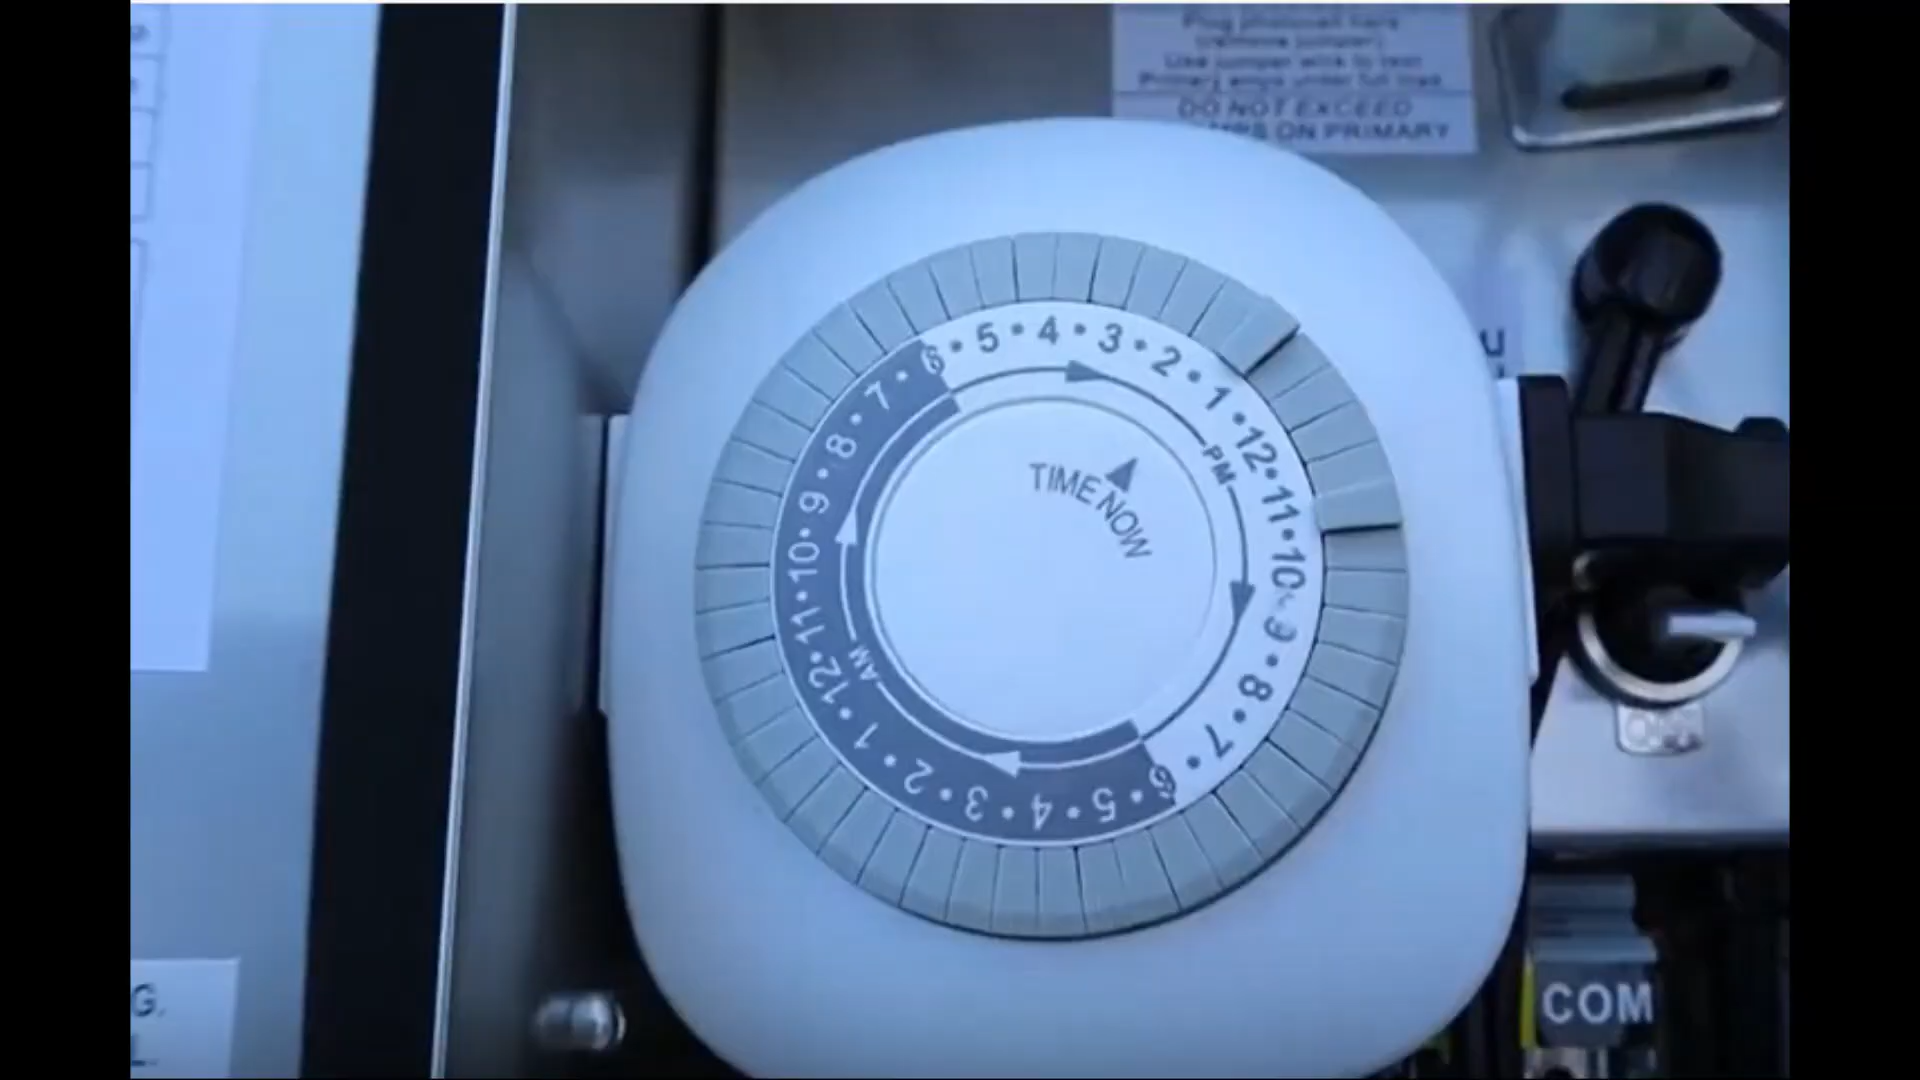 Plug photocell here
(remove jumper)
Use jumper wire to test
Primary amps under full load
DO NOT EXCEED
ON PRIMARY
6 • 5 • 4 • 3 • 2 • 1 • 12 • 11 • 10 • 9 • 8 • 7 •
6 • 5 • 4 • 3 • 2 • 1 • 12 • 11 • 10 • 9 • 8 • 7 •
PM
AM
TIME NOW
U
OFF
COM
G.
L.